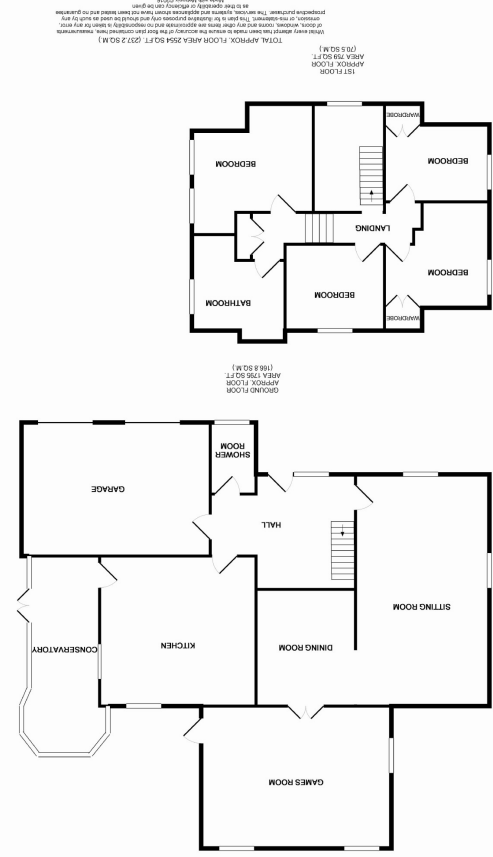 GAMES ROOM
DINING ROOM
KITCHEN
CONSERVATORY
SITTING ROOM
HALL
GARAGE
SHOWER
ROOM
GROUND FLOOR
APPROX. FLOOR
AREA 1795 SQ.FT.
(166.8 SQ.M.)
WARDROBE
BATHROOM
BEDROOM
BEDROOM
LANDING
BEDROOM
BEDROOM
WARDROBE
1ST FLOOR
APPROX. FLOOR
AREA 759 SQ.FT.
(70.5 SQ.M.)
TOTAL APPROX. FLOOR AREA 2554 SQ.FT. (237.2 SQ.M.)
Whilst every attempt has been made to ensure the accuracy of the floor plan contained here, measurements
of doors, windows, rooms and any other items are approximate and no responsibility is taken for any error,
omission, or mis-statement. This plan is for illustrative purposes only and should be used as such by any
prospective purchaser. The services, systems and appliances shown have not been tested and no guarantee
as to their operability or efficiency can be given